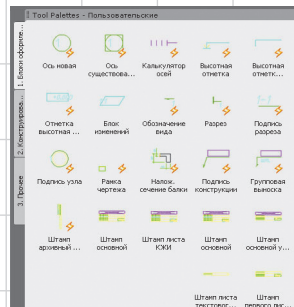 Tool Palettes - Пользовательские
1. Блоки оформле...
2. Конструирова...
3. Прочее
Ось новая
Ось существова...
Калькулятор осей
Высотная отметка
Высотная отметк...
Отметка высотная ...
Блок изменений
Обозначение вида
Разрез
Подпись разреза
Подпись узла
Рамка чертежа
Налож. сечение балки
Подпись конструкции
Групповая выноска
Штамп архивный ...
Штамп основной
Штамп листа КЖИ
Штамп основной
Штамп основной у...
Штамп листа текстовог...
Штамп первого лис...